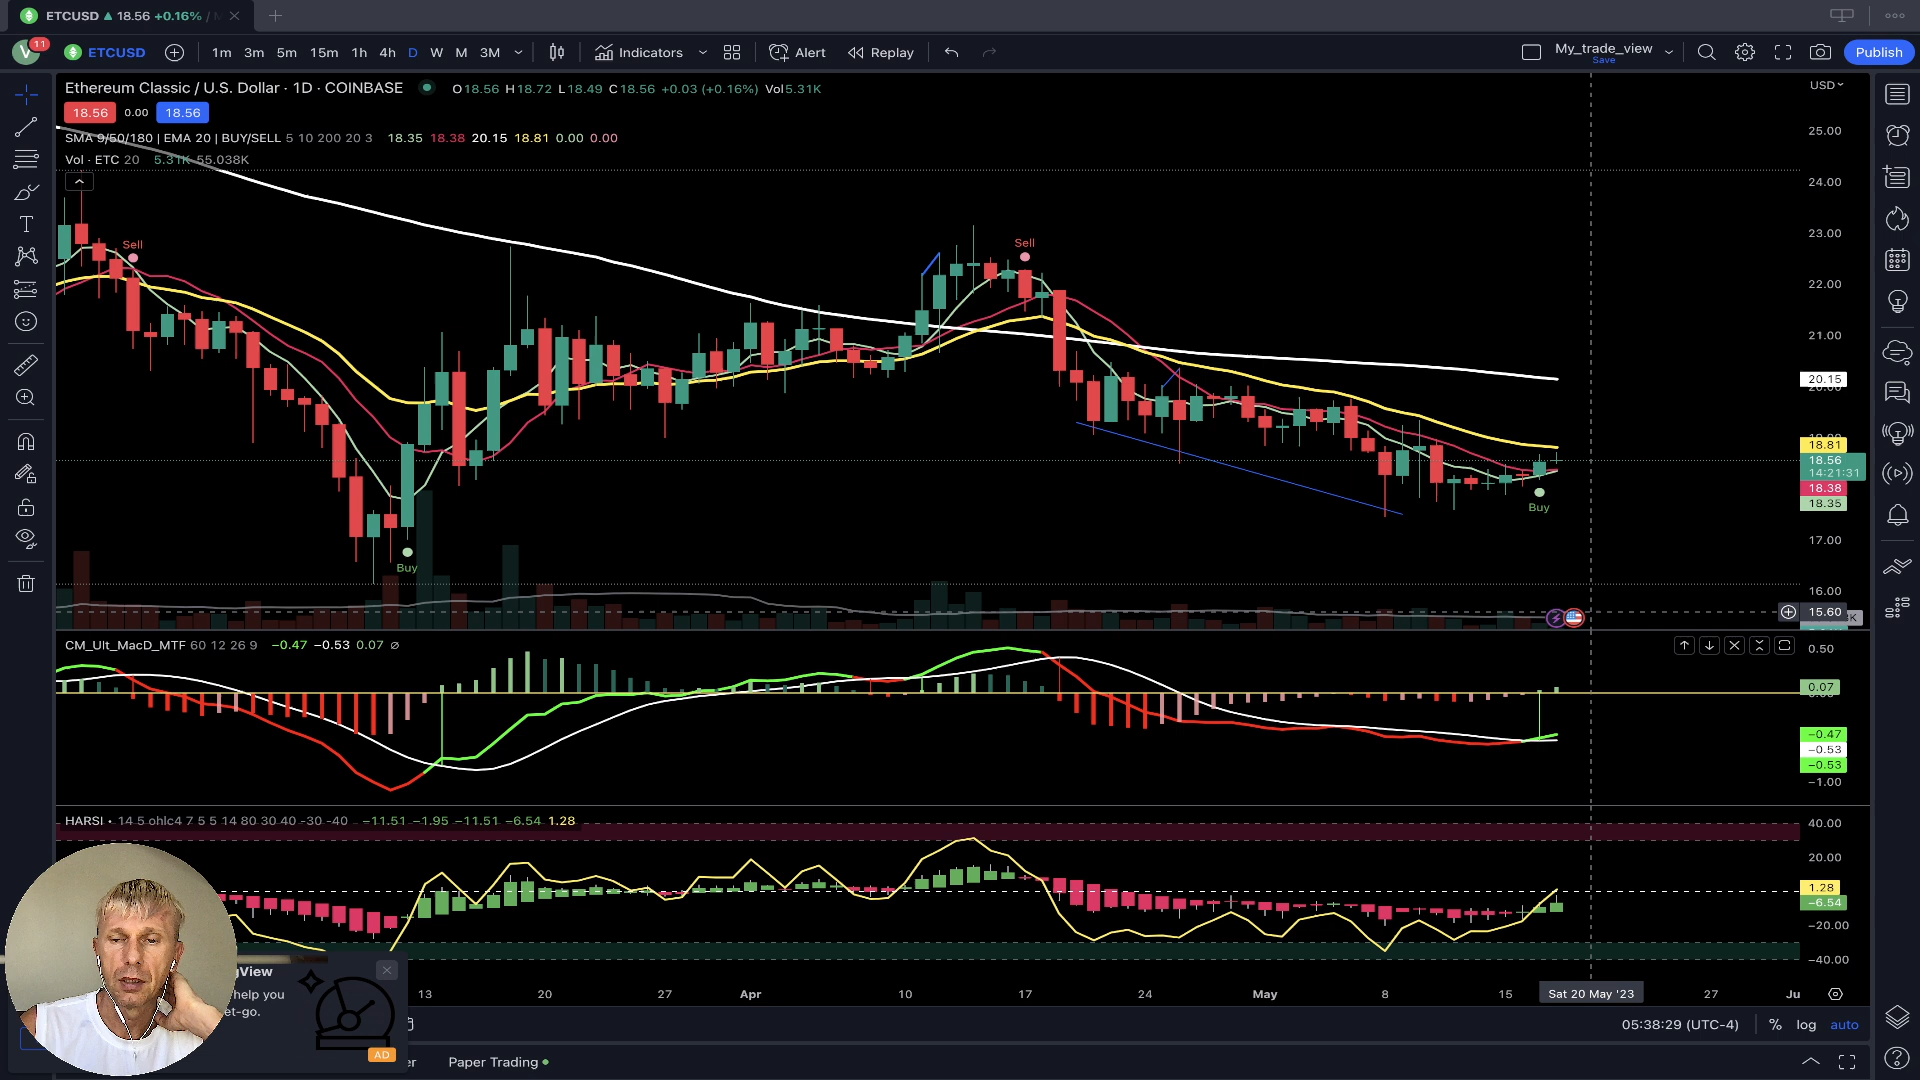 ETCUSD ▲ 18.56 +0.16% /
V 11 ETCUSD 1m 3m 5m 15m 1h 4h D W M 3M Indicators Alert Replay My_trade_view Save Publish
Ethereum Classic / U.S. Dollar · 1D · COINBASE O18.56 H18.72 L18.49 C18.56 +0.03 (+0.16%) Vol5.31K
USD
18.56 0.00 18.56
SMA 9/50/180 | EMA 20 | BUY/SELL 5 10 200 20 3 18.35 18.38 20.15 18.81 0.00 0.00
Vol · ETC 20 5.31K 55.038K
25.00
24.00
23.00
22.00
21.00
20.15
20.00
18.81
18.56
14:21:31
18.38
18.35
17.00
16.00
15.60
K
Sell
Sell
Buy
Buy
CM_Ult_MacD_MTF 60 12 26 9 −0.47 −0.53 0.07 ∅
0.50
0.07
−0.47
−0.53
−0.53
−1.00
HARSI • 14 5 ohlc4 7 5 5 14 80 30 40 -30 -40 −11.51 −1.95 −11.51 −6.54 1.28
40.00
20.00
1.28
−6.54
−20.00
−40.00
13 20 27 Apr 10 17 24 May 8 15 Sat 20 May '23 27 Ju
gView
help you
et-go.
AD
05:38:29 (UTC-4) % log auto
er Paper Trading